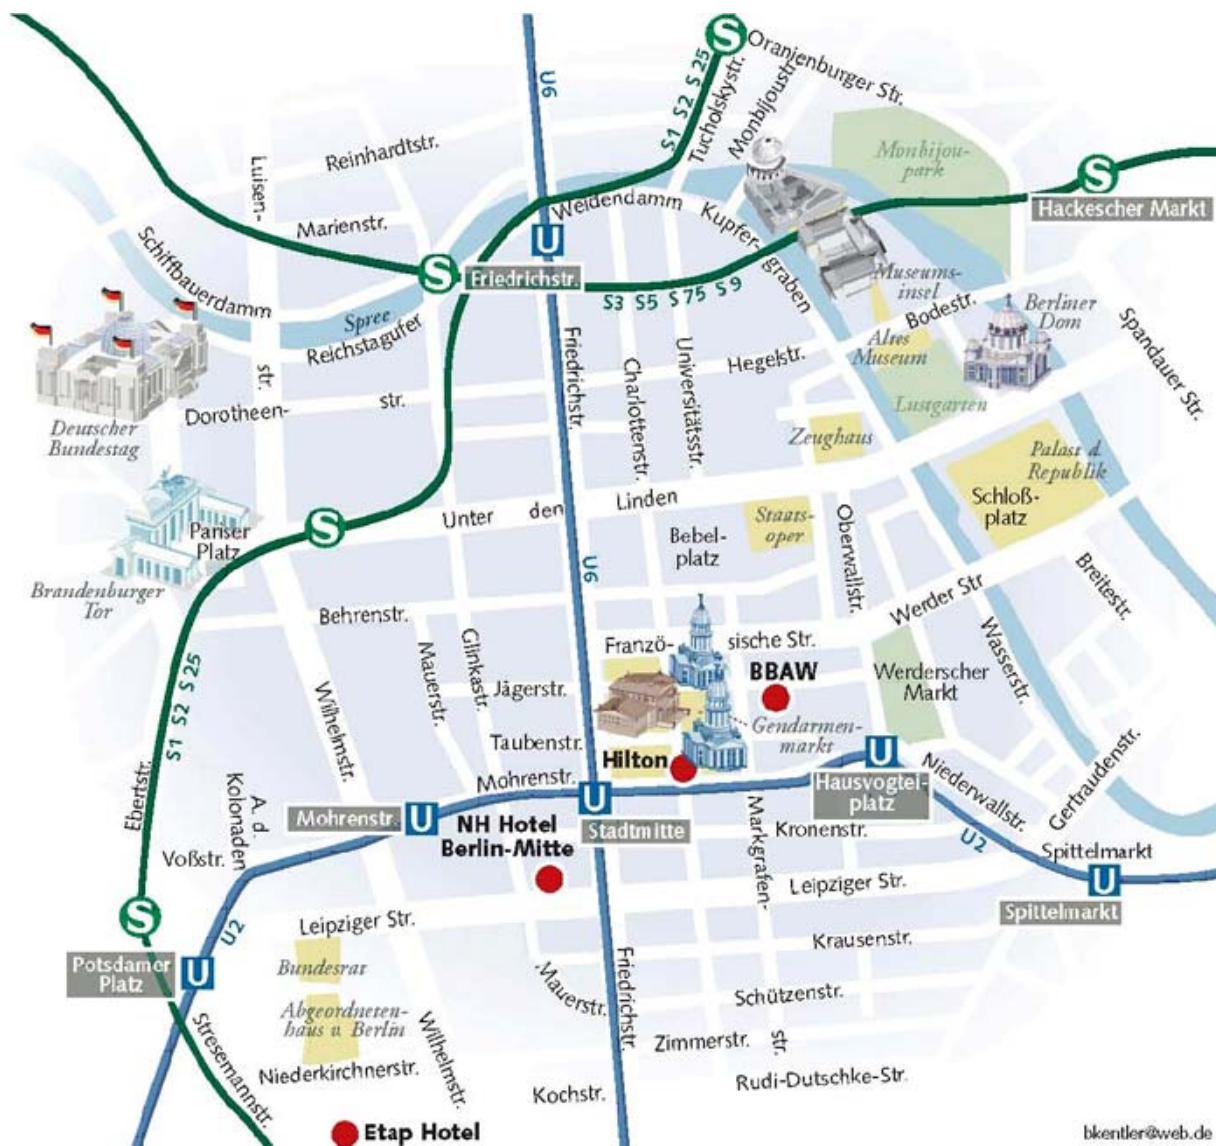 U6
S
Oranienburger Str.
S1 S2 S 25
Tucholskystr.
Monbijoustr.
Monbijou-
park
Luisen-
str.
Reinhardtstr.
Marienstr.
Weidendamm
Kupfer-
graben
S
Hackescher Markt
Schiffbauerdamm
S
Friedrichstr.
U
S3 S5 S 75 S 9
Museums-
insel
Bodestr.
Berliner
Dom
Spandauer Str.
Spree
Reichstagufer
Altes
Museum
Hegelstr.
Friedrichstr.
Charlottenstr.
Universitätsstr.
Lustgarten
Deutscher
Bundestag
Dorotheen-
str.
Zeughaus
Palast d
Republik
Schloß-
platz
Pariser
Platz
S
Unter den Linden
Staats-
oper
Bebel-
platz
Oberwallstr.
Brandenburger
Tor
U6
Behrenstr.
Werder Str
Breitestr.
Wasserstr.
Glinkastr.
Mauerstr.
Franzö-
sische Str.
BBAW
Werderscher
Markt
S1 S2 S 25
Wilhelmstr.
Jägerstr.
Gendarmen-
markt
Taubenstr.
Hilton
Mohrenstr.
U
Hausvogtei-
platz
Niederwallstr.
Gertraudenstr.
Ebertstr.
A. d.
Kolonaden
Mohrenstr.
U
NH Hotel
Berlin-Mitte
U
Stadtmitte
Markgrafen-
str.
Kronenstr.
U2
Spittelmarkt
U
Spittelmarkt
Voßstr.
Leipziger Str.
S
Leipziger Str.
U2
Krausenstr.
Potsdamer
Platz
U
Bundesrat
-Mauerstr.
Friedrichstr.
Schützenstr.
Abgeordneten-
haus v Berlin
Wilhelmstr.
Zimmerstr.
Stresemannstr.
Niederkirchnerstr.
Kochstr.
Rudi-Dutschke-Str.
Etap Hotel
bkentler@web.de